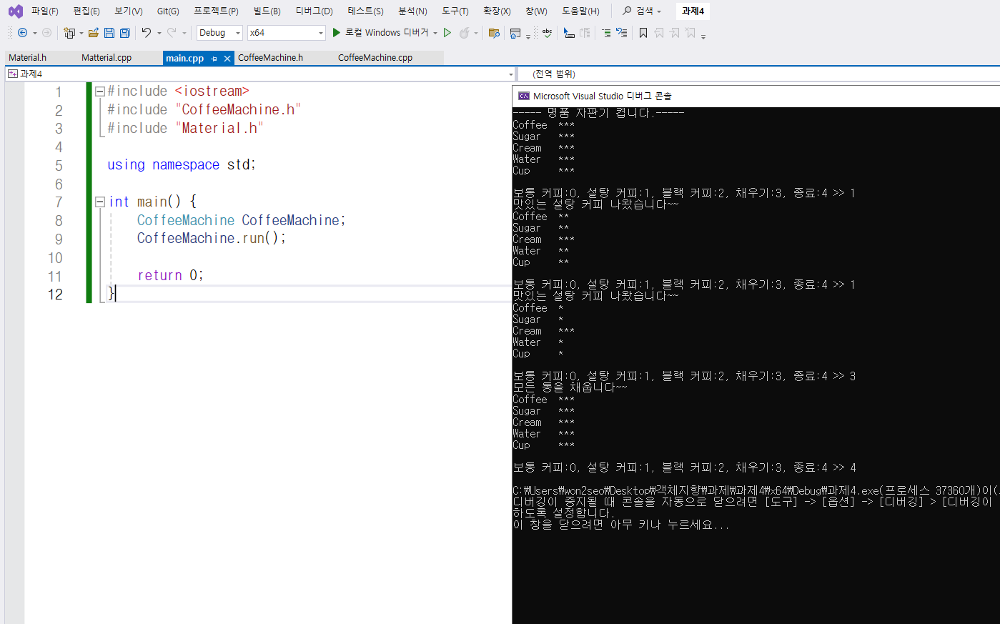 파일(F) 편집(E) 보기(V) Git(G) 프로젝트(P) 빌드(B) 디버그(D) 테스트(S) 분석(N) 도구(T) 확장(X) 창(W) 도움말(H) 검색 과제4
Debug x64 로컬 Windows 디버거
Material.h Matterial.cpp main.cpp CoffeeMachine.h CoffeeMachine.cpp
과제4 (전역 범위)
1 #include <iostream>
2 #include "CoffeeMachine.h"
3 #include "Material.h"
4
5 using namespace std;
6
7 int main() {
8 CoffeeMachine CoffeeMachine;
9 CoffeeMachine.run();
10
11 return 0;
12 }
Microsoft Visual Studio 디버그 콘솔
----- 명품 자판기 켭니다.-----
Coffee ***
Sugar ***
Cream ***
Water ***
Cup ***
보통 커피:0, 설탕 커피:1, 블랙 커피:2, 채우기:3, 종료:4 >> 1
맛있는 설탕 커피 나왔습니다~~
Coffee **
Sugar **
Cream ***
Water **
Cup **
보통 커피:0, 설탕 커피:1, 블랙 커피:2, 채우기:3, 종료:4 >> 1
맛있는 설탕 커피 나왔습니다~~
Coffee *
Sugar *
Cream ***
Water *
Cup *
보통 커피:0, 설탕 커피:1, 블랙 커피:2, 채우기:3, 종료:4 >> 3
모든 통을 채웁니다~~
Coffee ***
Sugar ***
Cream ***
Water ***
Cup ***
보통 커피:0, 설탕 커피:1, 블랙 커피:2, 채우기:3, 종료:4 >> 4
C:₩Users₩won2seo₩Desktop₩객체지향₩과제₩과제4₩x64₩Debug₩과제4.exe(프로세스 37360개)이(
디버깅이 중지될 때 콘솔을 자동으로 닫으려면 [도구] -> [옵션] -> [디버깅] > [디버깅이
하도록 설정합니다.
이 창을 닫으려면 아무 키나 누르세요...